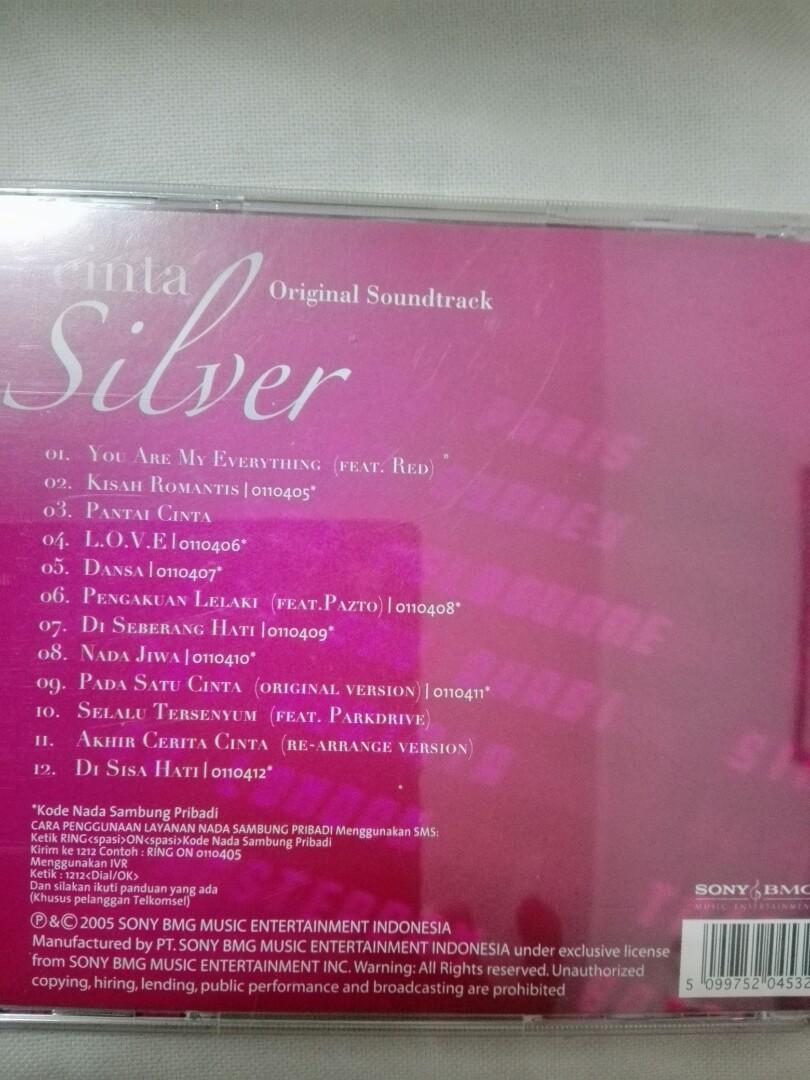 cinta
Silver
Original Soundtrack
01. You Are My Everything (feat. Red) *
02. Kisah Romantis | 0110405*
03. Pantai Cinta
04. L.O.V.E | 0110406*
05. Dansa | 0110407*
06. Pengakuan Lelaki (feat.Pazto) | 0110408*
07. Di Seberang Hati | 0110409*
08. Nada Jiwa | 0110410*
09. Pada Satu Cinta (original version) | 0110411*
10. Selalu Tersenyum (feat. Parkdrive)
11. Akhir Cerita Cinta (re-arrange version)
12. Di Sisa Hati | 0110412*
*Kode Nada Sambung Pribadi
CARA PENGGUNAAN LAYANAN NADA SAMBUNG PRIBADI Menggunakan SMS:
Ketik RING<spasi>ON<spasi>Kode Nada Sambung Pribadi
Kirim ke 1212 Contoh : RING ON 0110405
Menggunakan IVR
Ketik : 1212<Dial/OK>
Dan silakan ikuti panduan yang ada
(Khusus pelanggan Telkomsel)
Ⓟ&© 2005 SONY BMG MUSIC ENTERTAINMENT INDONESIA
Manufactured by PT. SONY BMG MUSIC ENTERTAINMENT INDONESIA under exclusive license
from SONY BMG MUSIC ENTERTAINMENT INC. Warning: All Rights reserved. Unauthorized
copying, hiring, lending, public performance and broadcasting are prohibited
SONY BMG
MUSIC ENTERTAINMENT
5 099752 04532